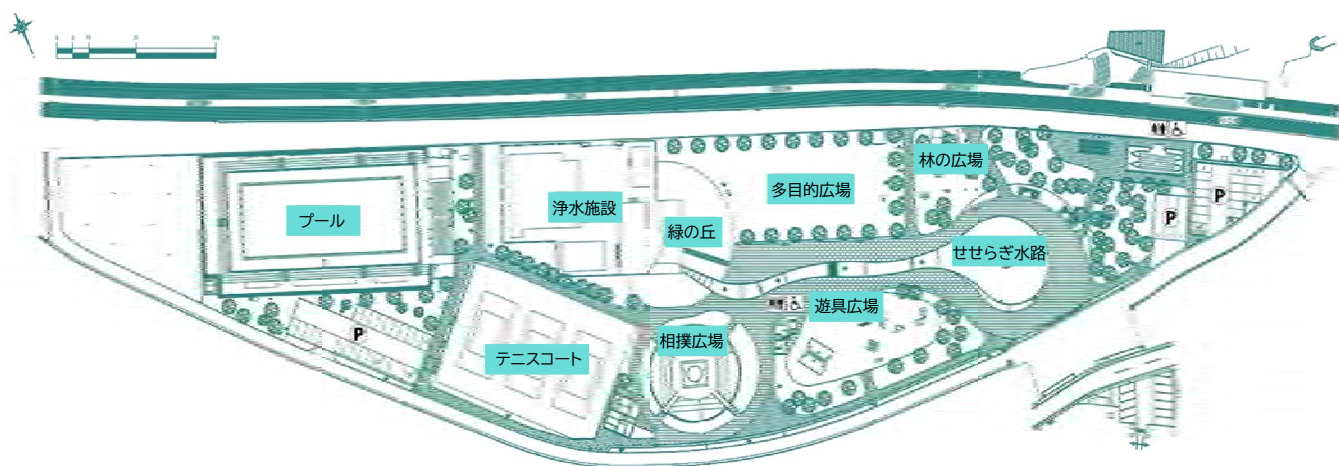 林の広場
多目的広場
プール
浄水施設
緑の丘
せせらぎ水路
遊具広場
相撲広場
テニスコート
P
P
P